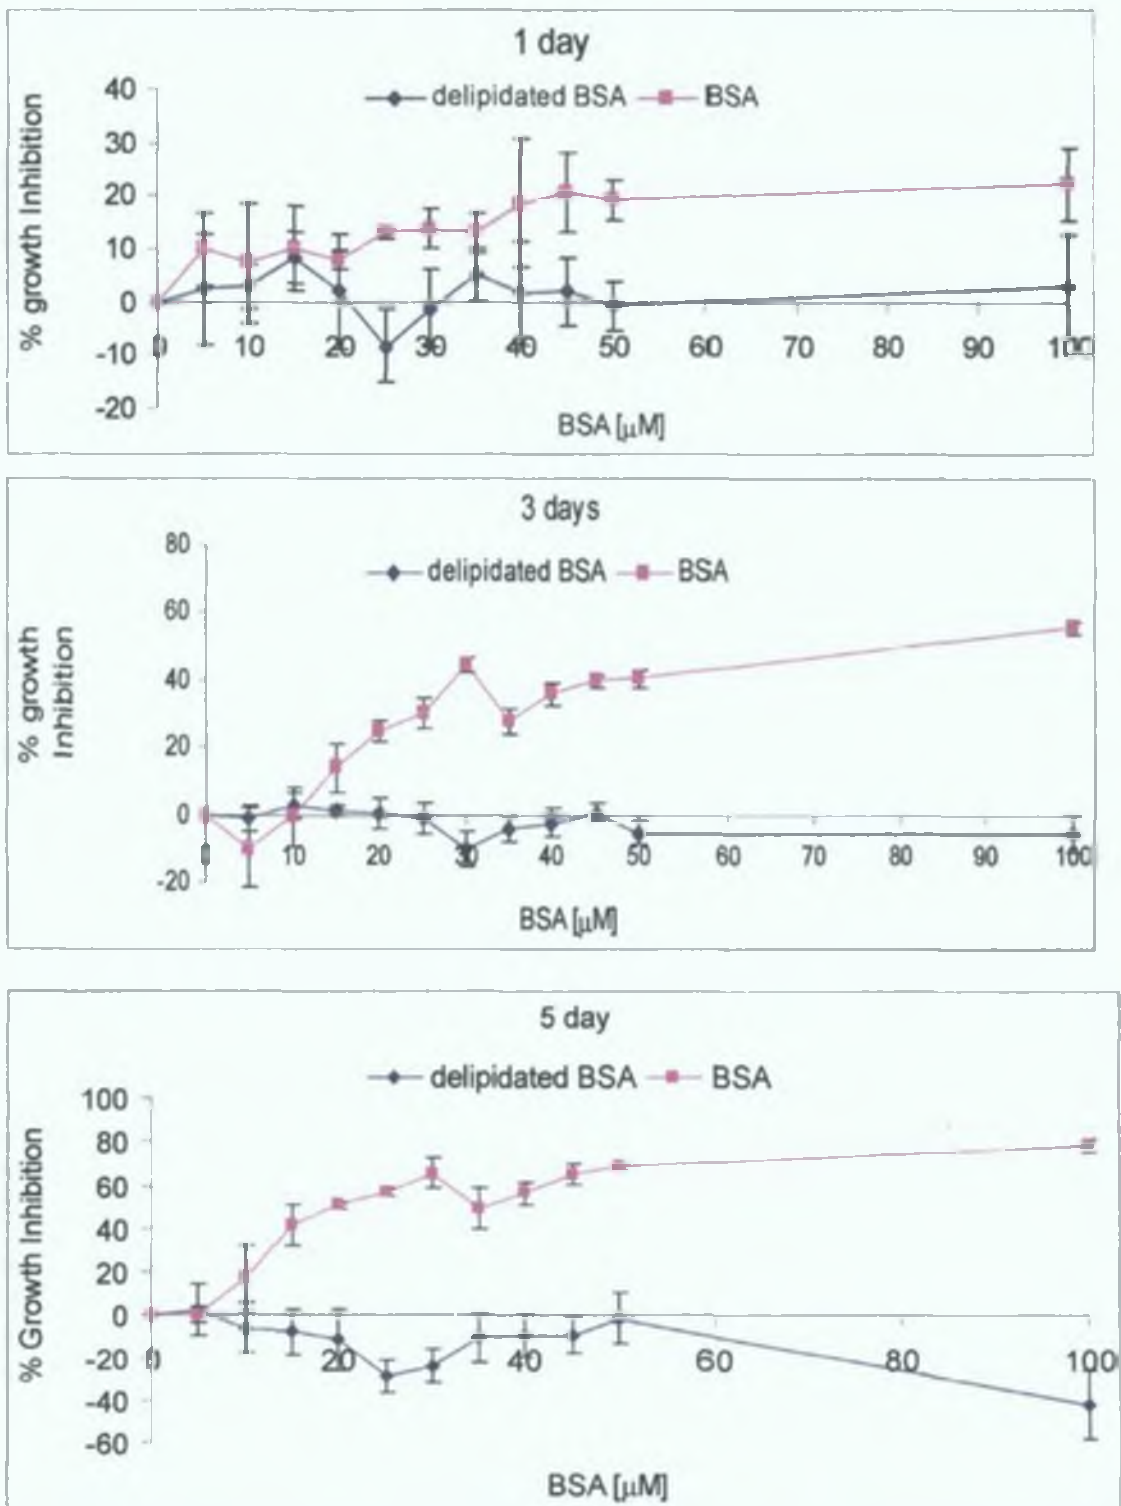 1 day
delipidated BSA BSA
% growth Inhibition
40
30
20
10
0
-10
-20
0 10 20 30 40 50 60 70 80 90 100
BSA [µM]
3 days
delipidated BSA BSA
% growth
Inhibition
80
60
40
20
0
-20
0 10 20 30 40 50 60 70 80 90 100
BSA [µM]
5 day
delipidated BSA BSA
% Growth Inhibition
100
80
60
40
20
0
-20
-40
-60
0 20 40 60 80 100
BSA [µM]